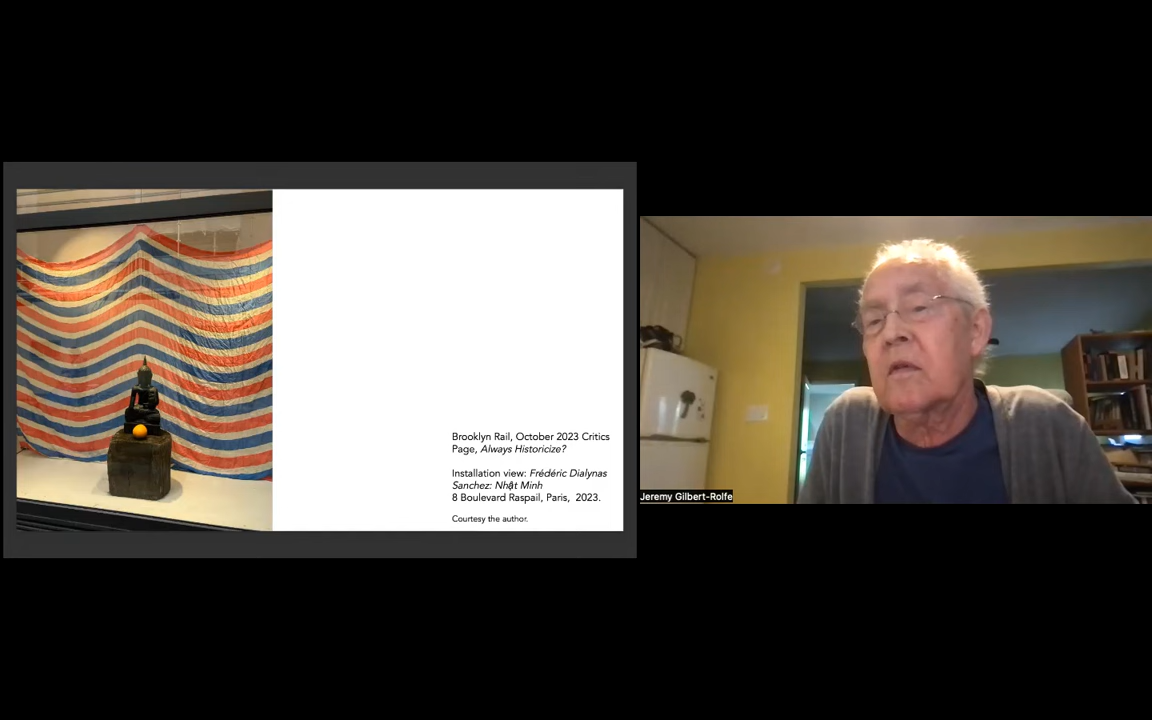 Brooklyn Rail, October 2023 Critics
Page, Always Historicize?
Installation view: Frédéric Dialynas
Sanchez: Nhật Minh
8 Boulevard Raspail, Paris, 2023.
Courtesy the author.
Jeremy Gilbert-Rolfe